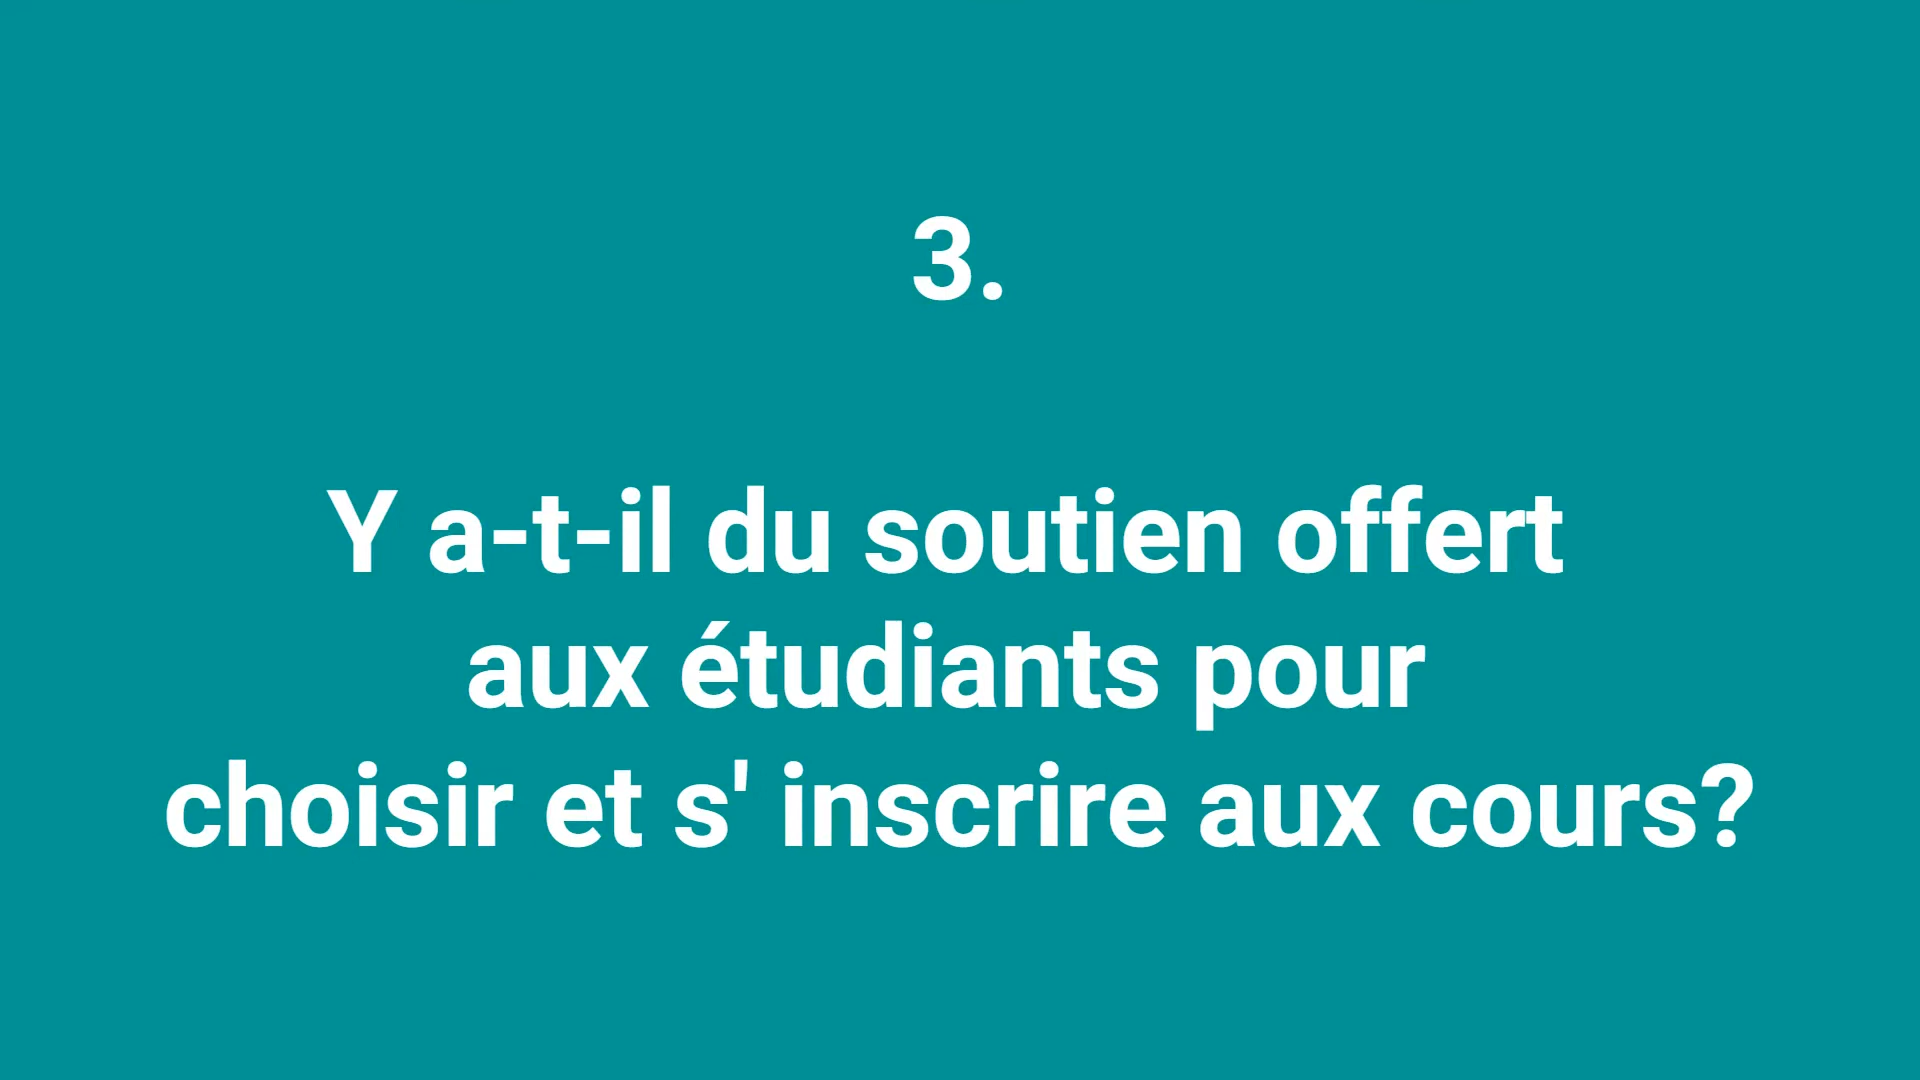 3.
Y a-t-il du soutien offert
aux étudiants pour
choisir et s' inscrire aux cours?